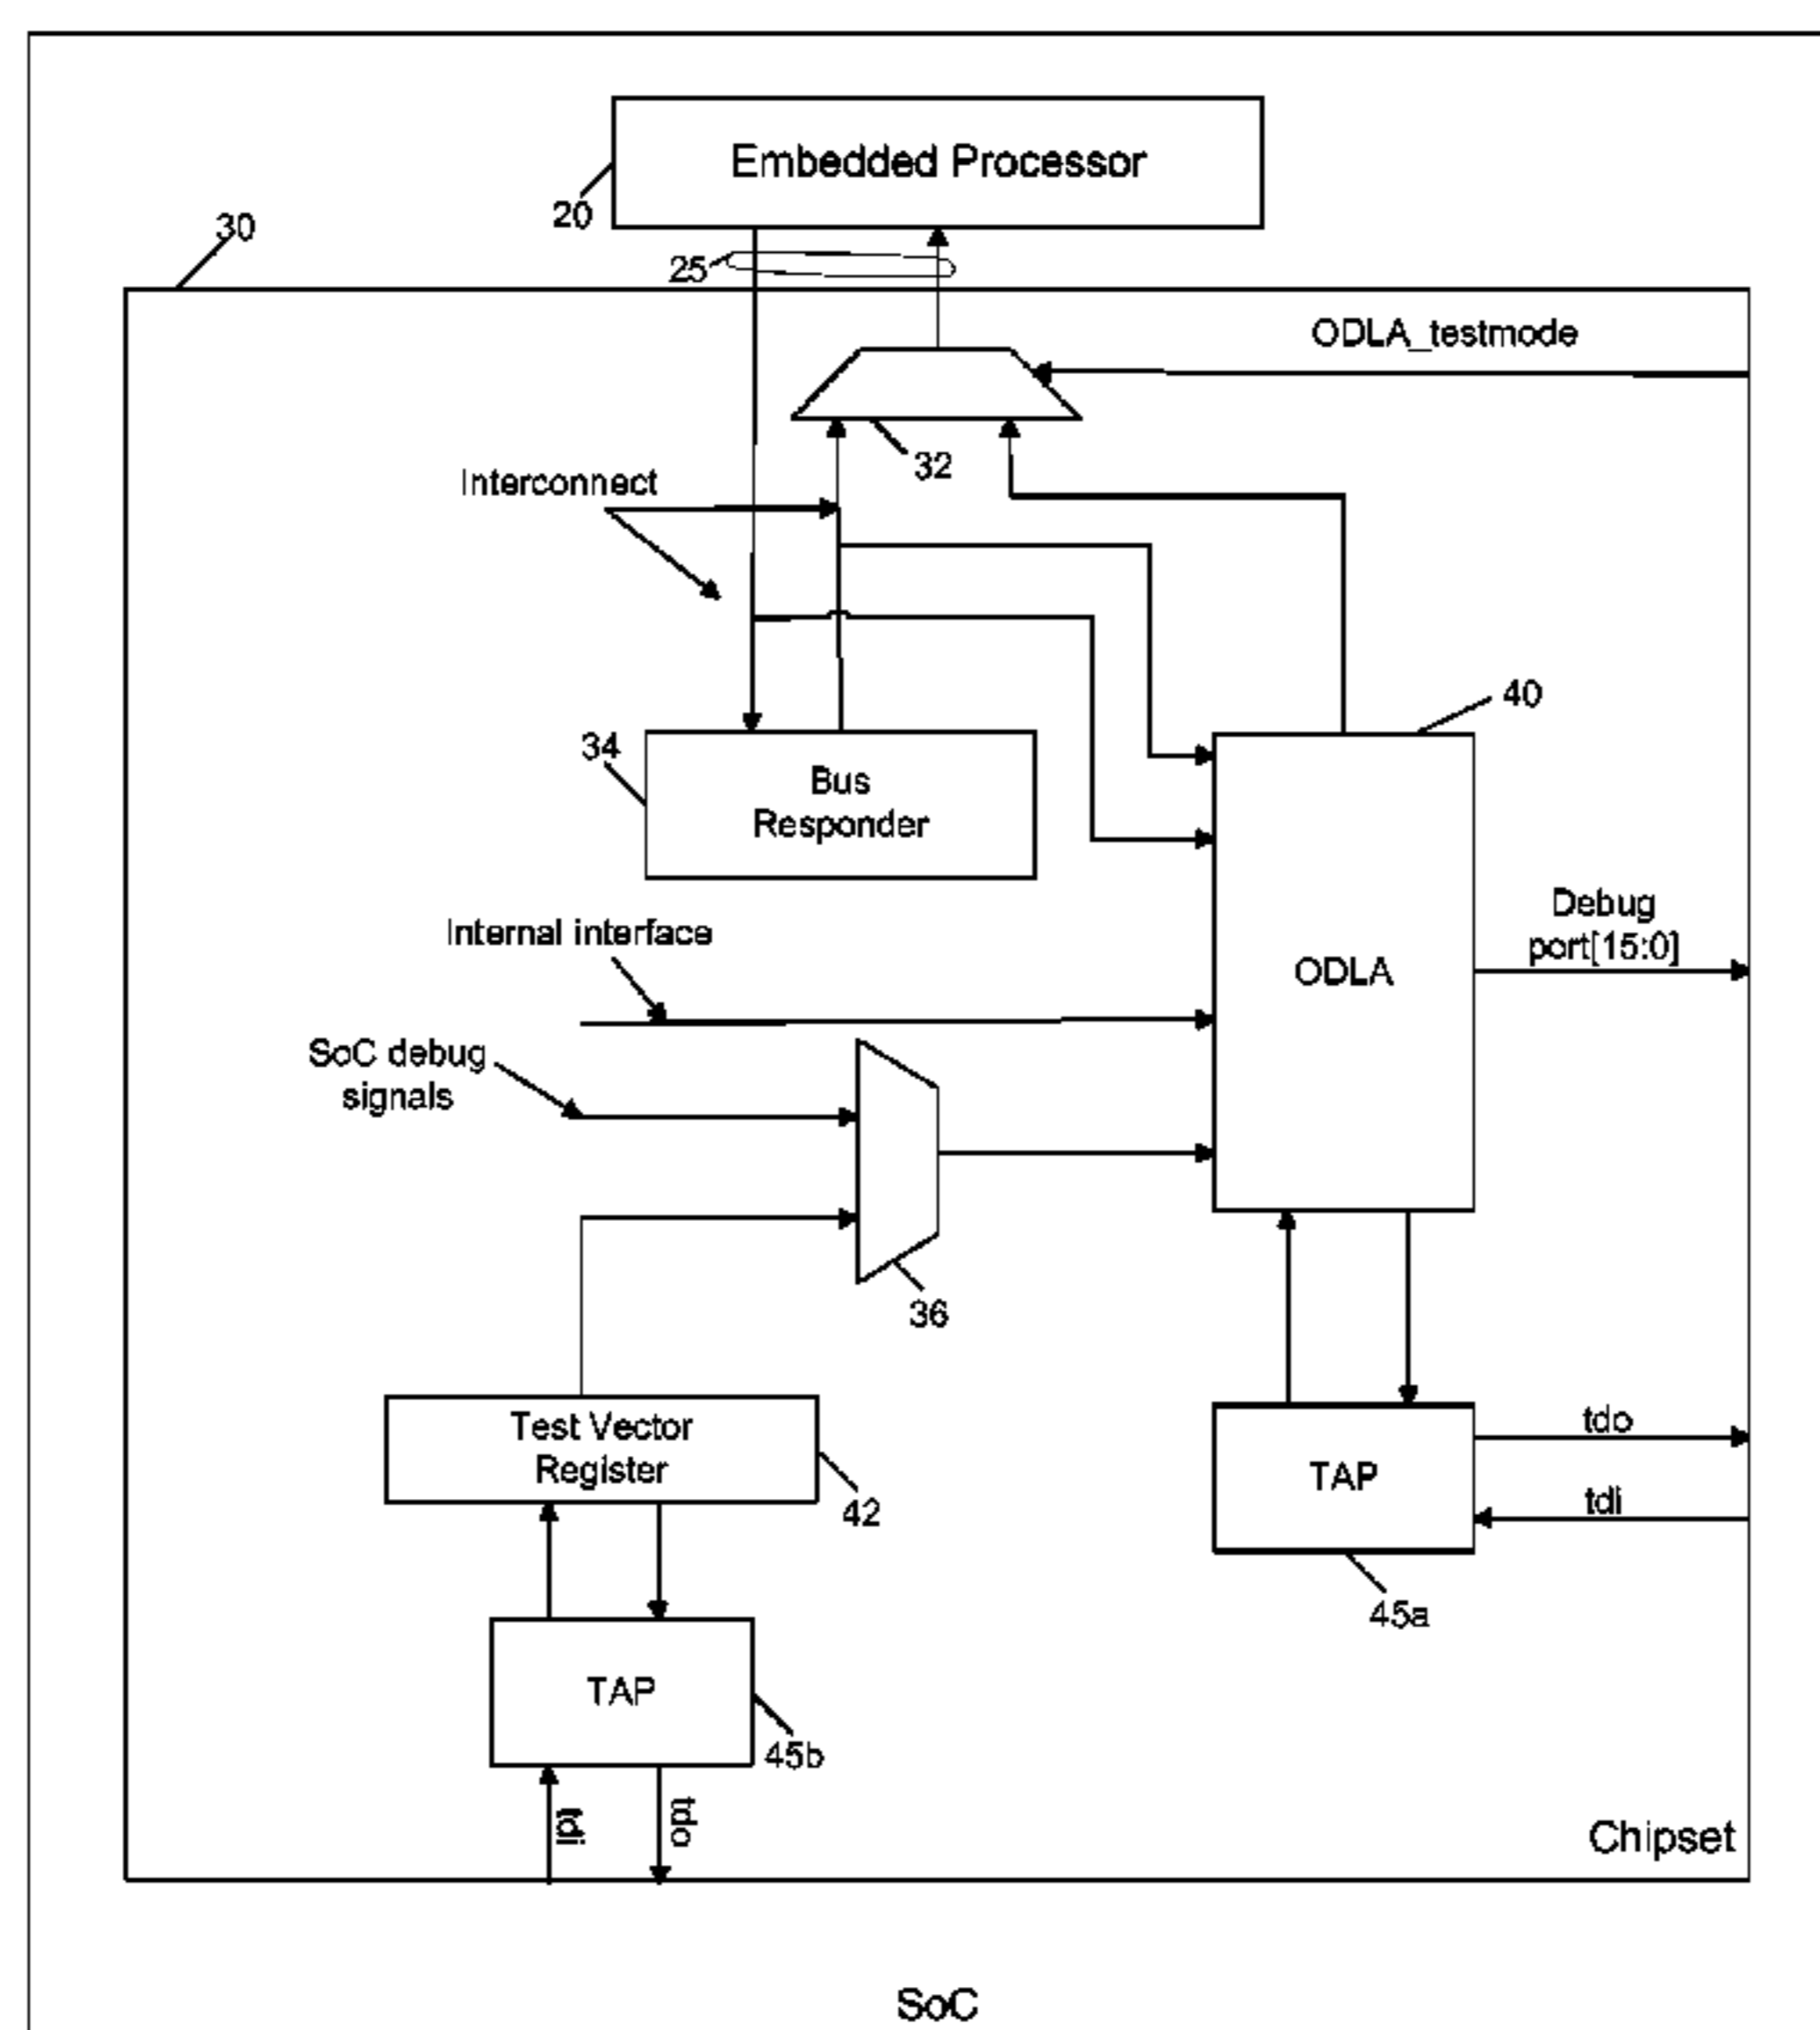 Embedded Processor
20
30
25
ODLA_testmode
32
Interconnect
40
34
Bus
Responder
Debug
port[15:0]
Internal interface
ODLA
SoC debug
signals
36
Test Vector
Register
42
tdo
TAP
tdi
45a
TAP
45b
tdi
tdo
Chipset
SoC